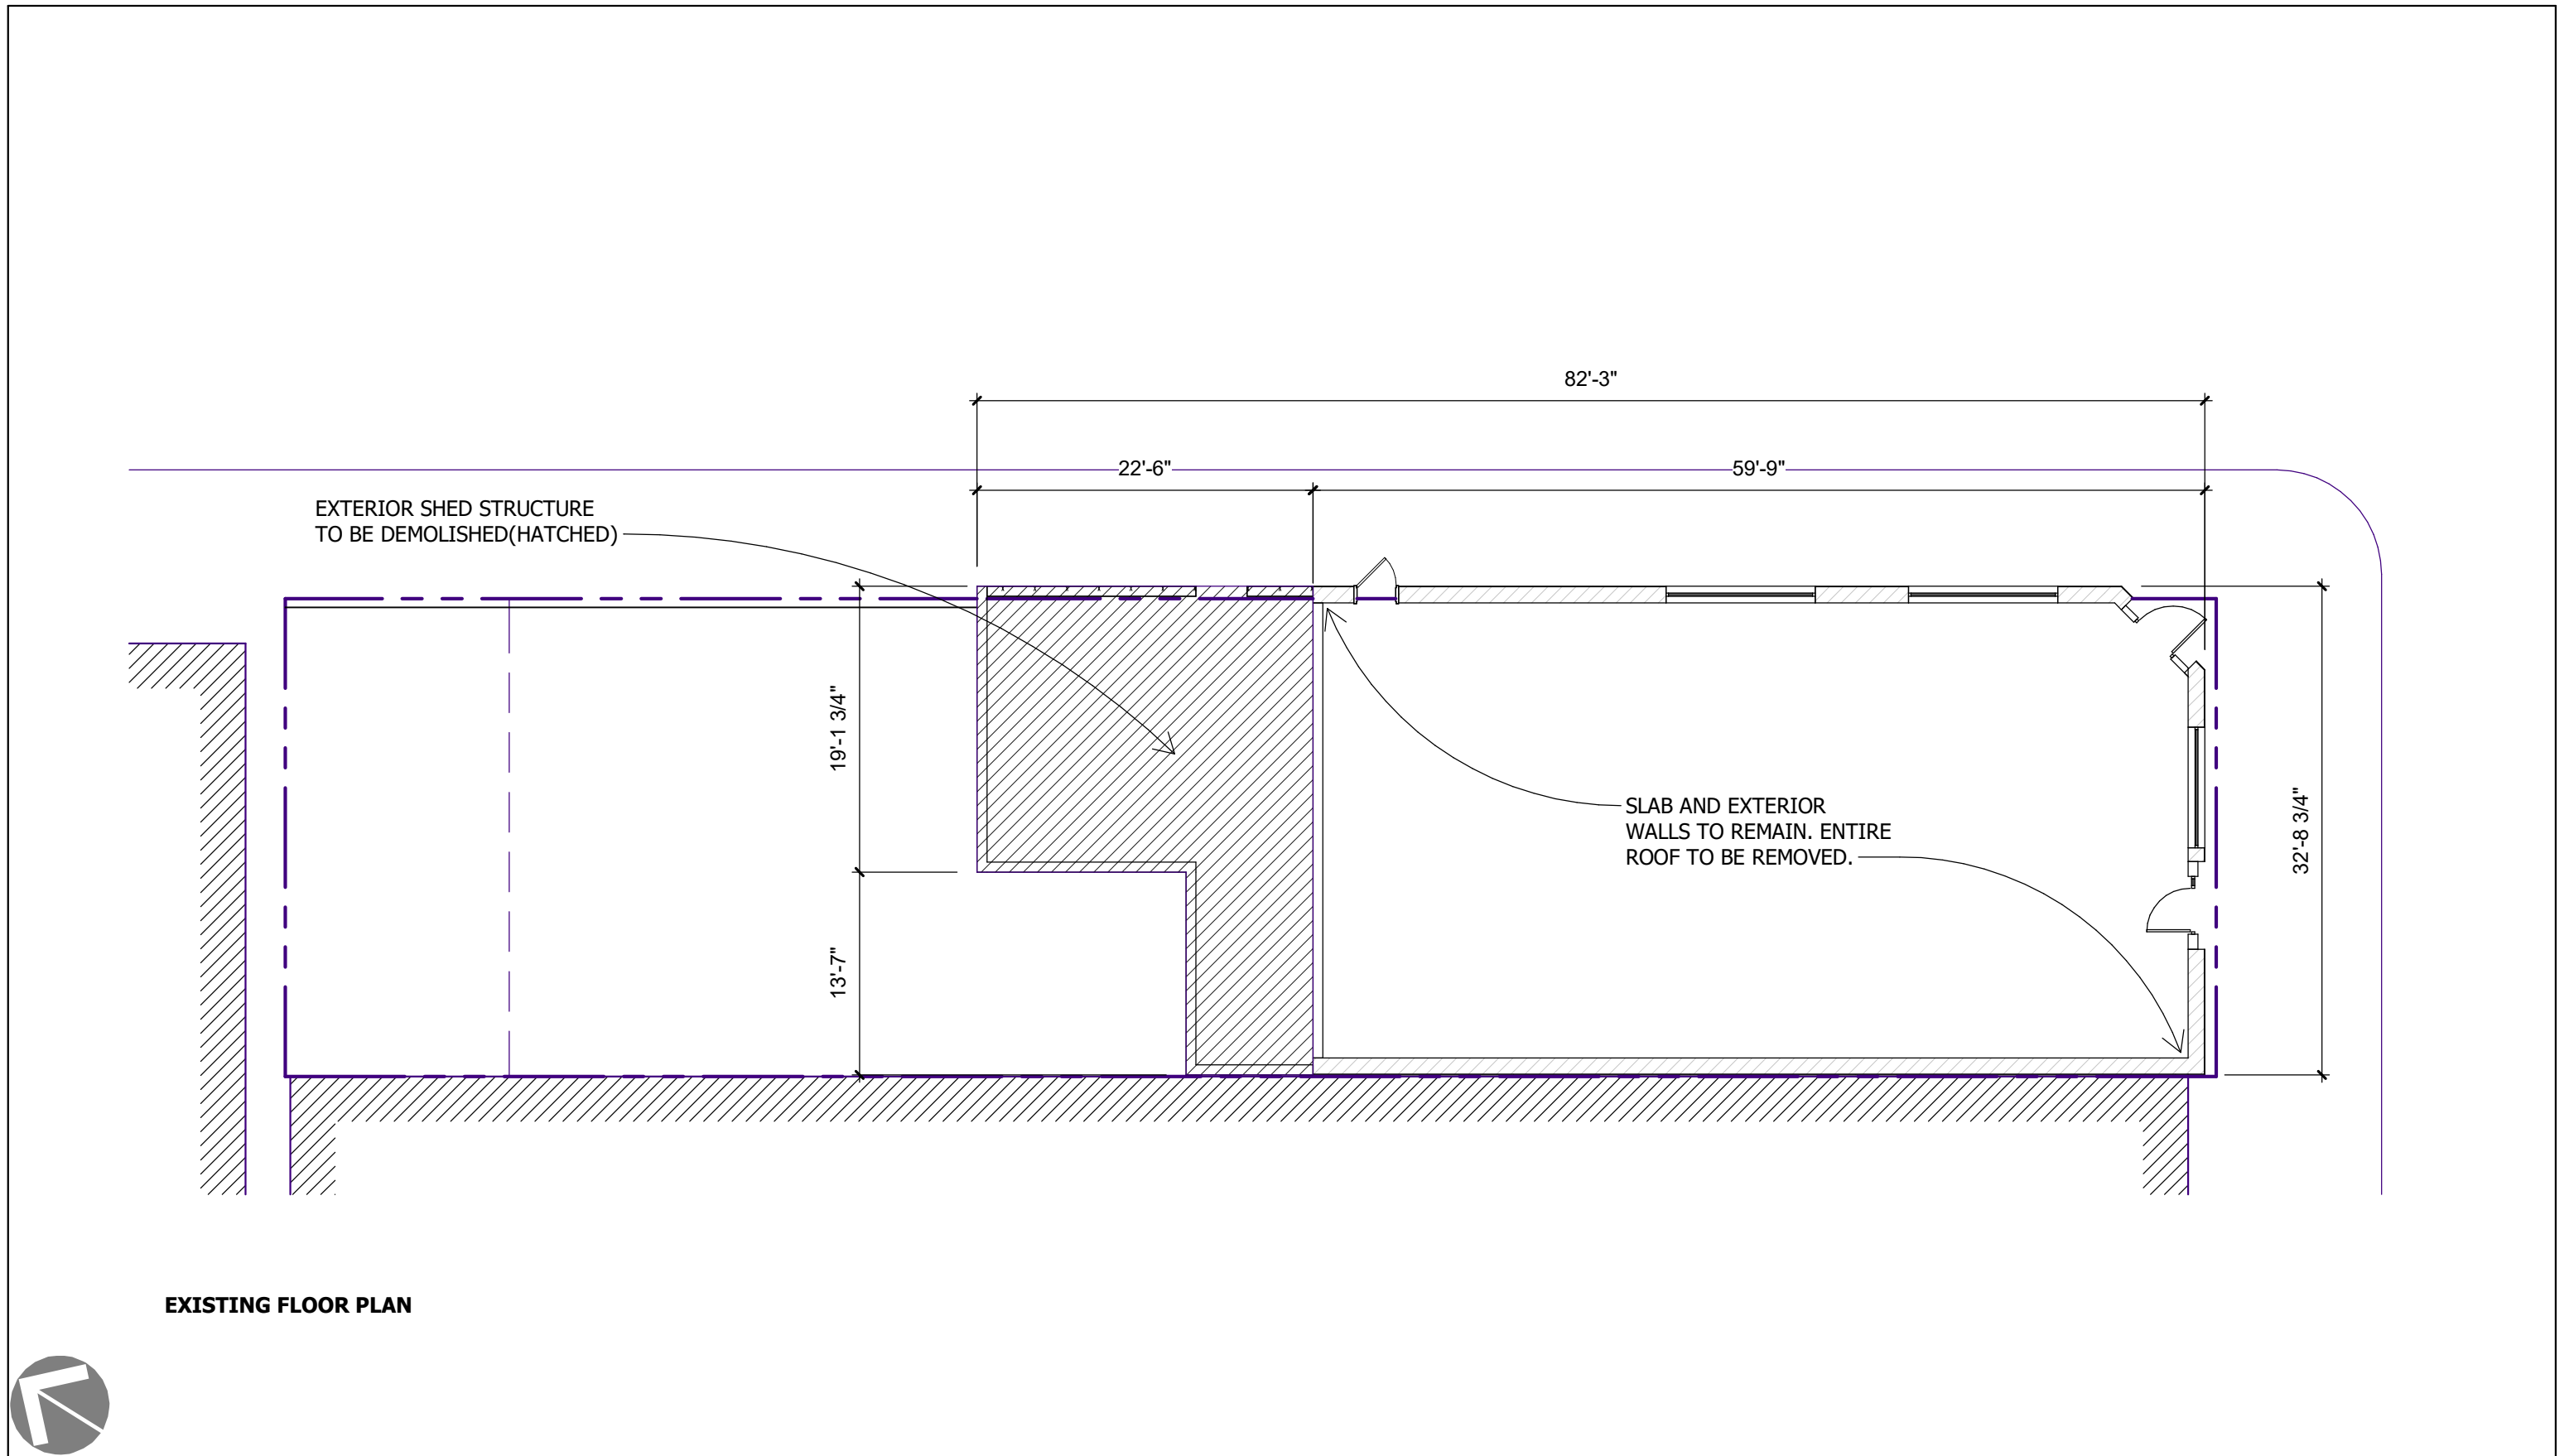 82'-3"
22'-6"
59'-9"
EXTERIOR SHED STRUCTURE
TO BE DEMOLISHED(HATCHED)
19'-1 3/4"
13'-7"
SLAB AND EXTERIOR
WALLS TO REMAIN. ENTIRE
ROOF TO BE REMOVED.
32'-8 3/4"
EXISTING FLOOR PLAN